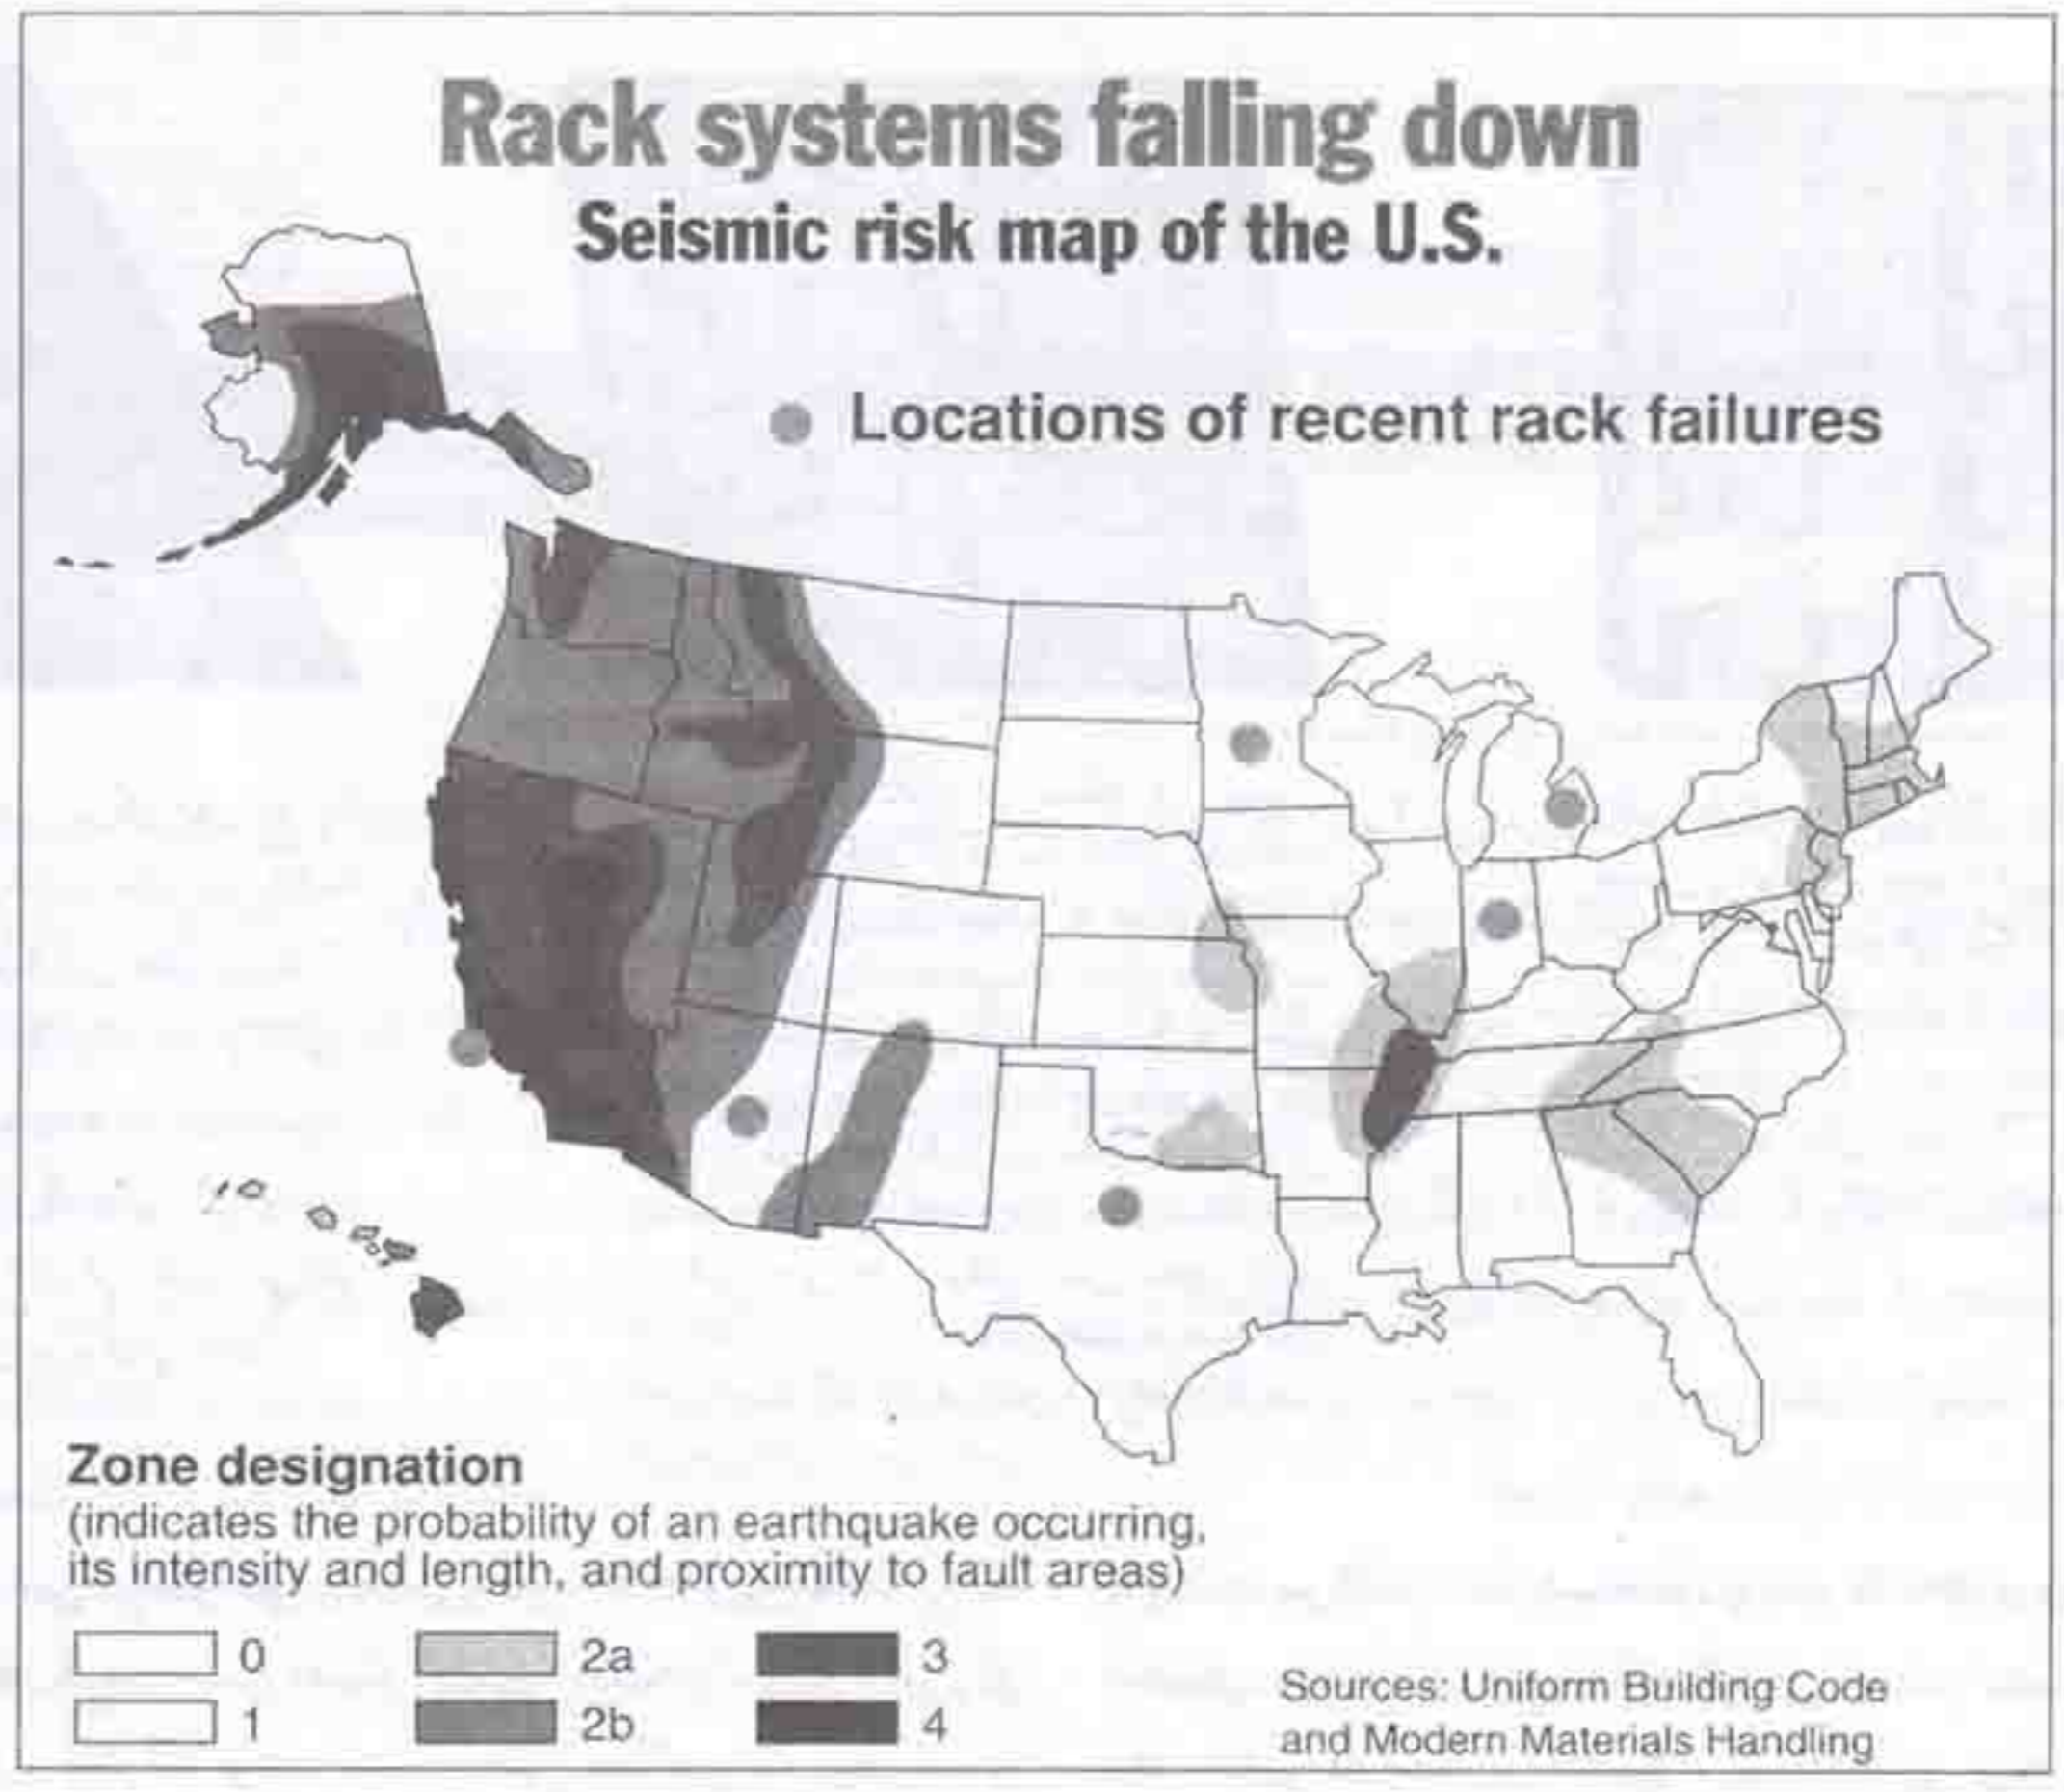 Rack systems falling down
Seismic risk map of the U.S.
Locations of recent rack failures
Zone designation
(indicates the probability of an earthquake occurring,
its intensity and length, and proximity to fault areas)
0
2a
3
1
2b
4
Sources: Uniform Building Code
and Modern Materials Handling